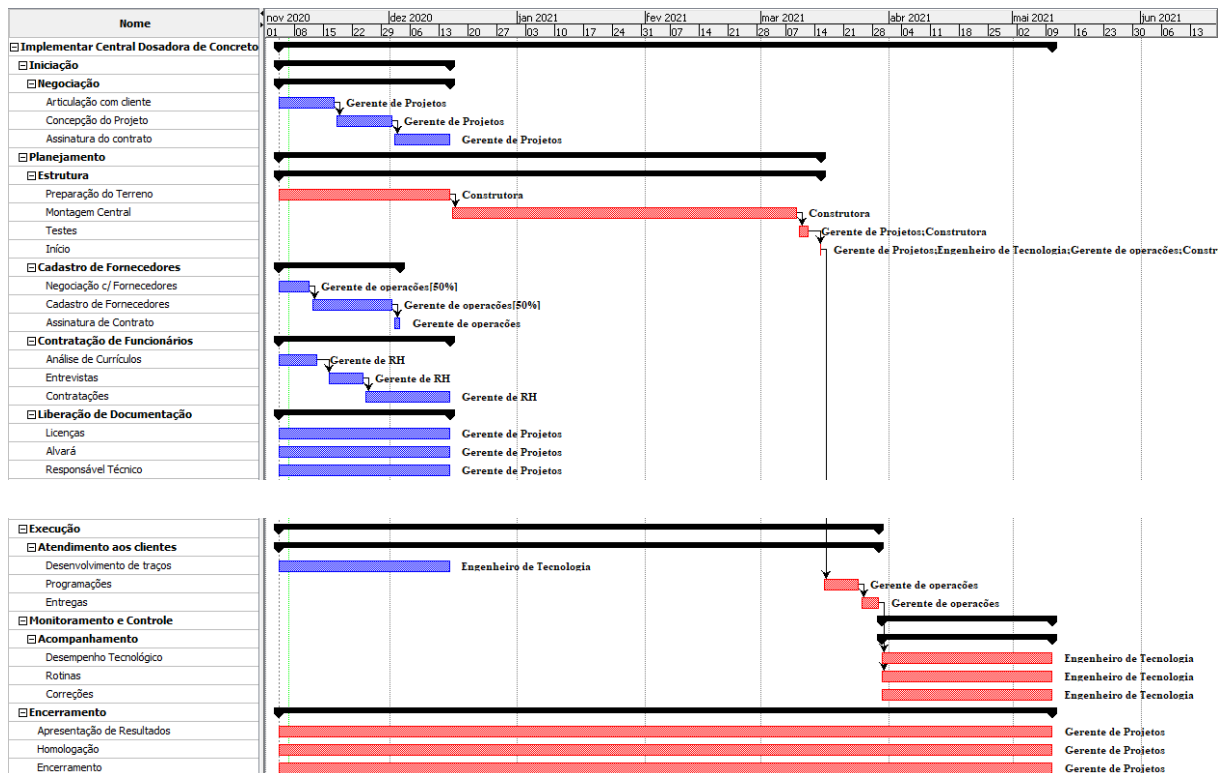 Nome
nov 2020 dez 2020 jan 2021 fev 2021 mar 2021 abr 2021 mai 2021 jun 2021
01 08 15 22 29 06 13 20 27 03 10 17 24 31 07 14 21 28 07 14 21 28 04 11 18 25 02 09 16 23 30 06 13
Implementar Central Dosadora de Concreto
Iniciação
Negociação
Articulação com cliente Gerente de Projetos
Concepção do Projeto Gerente de Projetos
Assinatura do contrato Gerente de Projetos
Planejamento
Estrutura
Preparação do Terreno Construtora
Montagem Central Construtora
Testes Gerente de Projetos;Construtora
Início Gerente de Projetos;Engenheiro de Tecnologia;Gerente de operações;Constr
Cadastro de Fornecedores
Negociação c/ Fornecedores Gerente de operações[50%]
Cadastro de Fornecedores Gerente de operações[50%]
Assinatura de Contrato Gerente de operações
Contratação de Funcionários
Análise de Currículos Gerente de RH
Entrevistas Gerente de RH
Contratações Gerente de RH
Liberação de Documentação
Licenças Gerente de Projetos
Alvará Gerente de Projetos
Responsável Técnico Gerente de Projetos
Execução
Atendimento aos clientes
Desenvolvimento de traços Engenheiro de Tecnologia
Programações Gerente de operações
Entregas Gerente de operações
Monitoramento e Controle
Acompanhamento
Desempenho Tecnológico Engenheiro de Tecnologia
Rotinas Engenheiro de Tecnologia
Correções Engenheiro de Tecnologia
Encerramento
Apresentação de Resultados Gerente de Projetos
Homologação Gerente de Projetos
Encerramento Gerente de Projetos